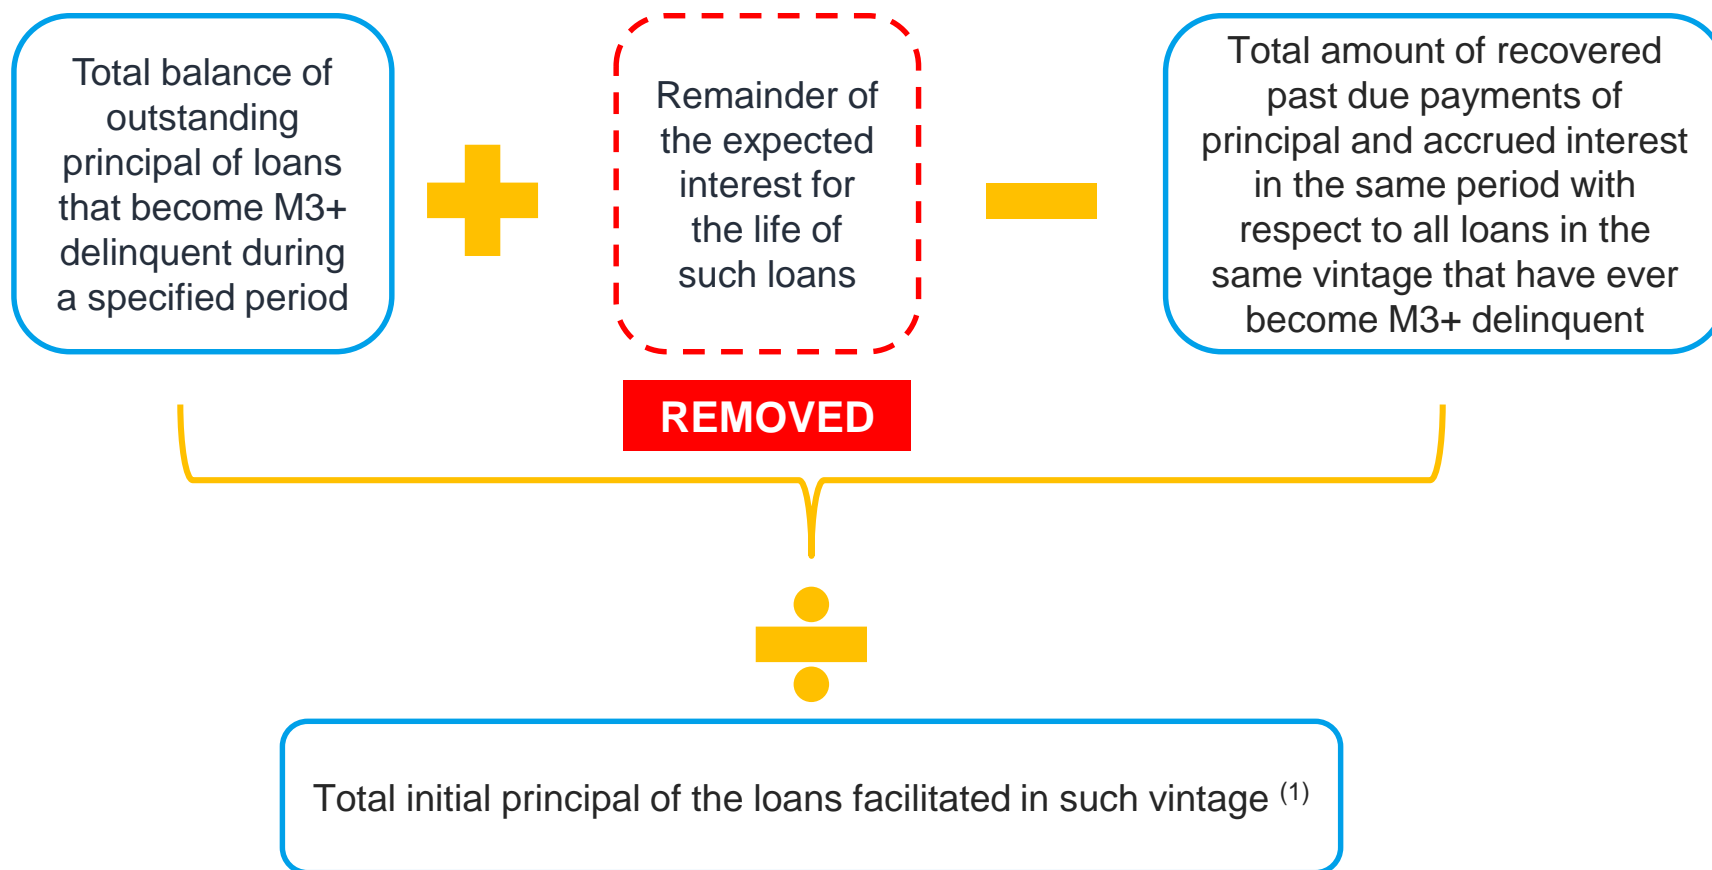 Total balance of
outstanding
principal of loans
that become M3+
delinquent during
a specified period
Remainder of
the expected
interest for
the life of
such loans
REMOVED
Total amount of recovered
past due payments of
principal and accrued interest
in the same period with
respect to all loans in the
same vintage that have ever
become M3+ delinquent
Total initial principal of the loans facilitated in such vintage (1)